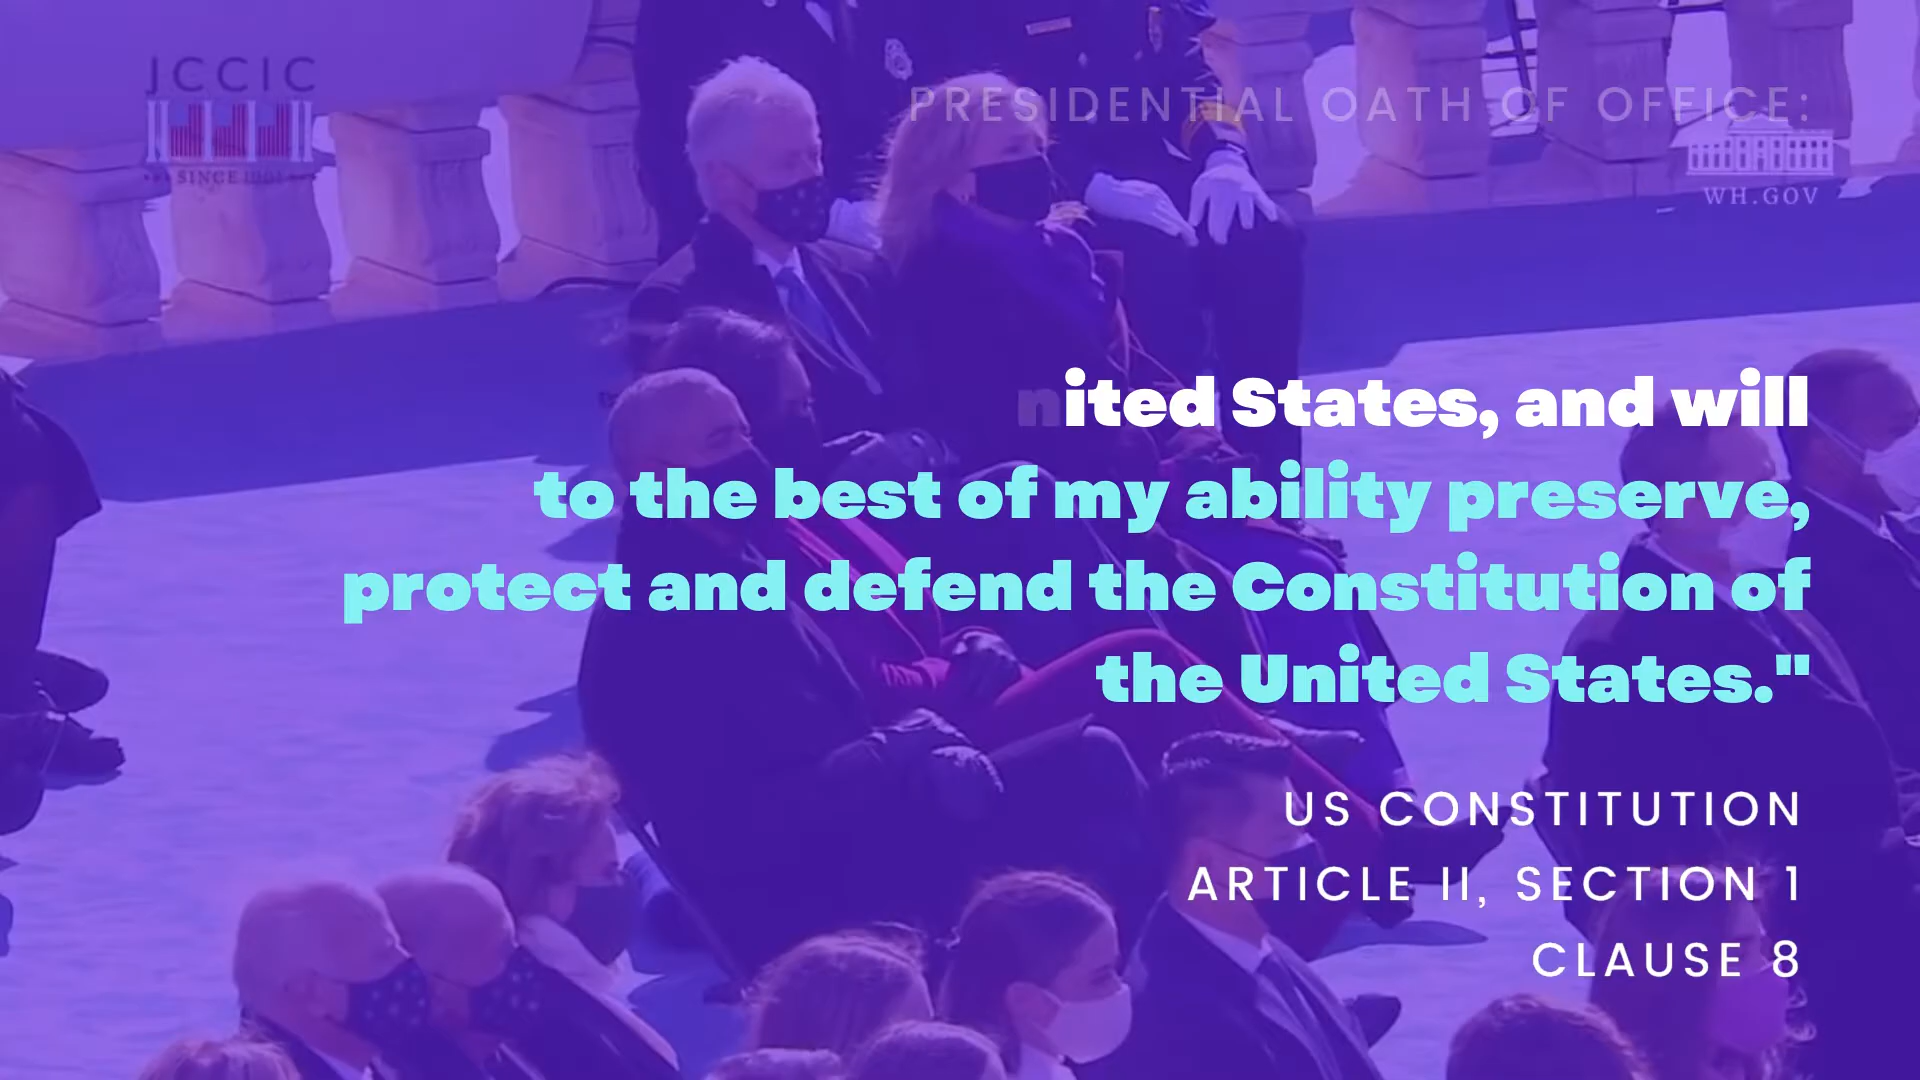 JCCIC
SINCE 1901
PRESIDENTIAL OATH OF OFFICE:
WH.GOV
nited States, and will
to the best of my ability preserve,
protect and defend the Constitution of
the United States."
US CONSTITUTION
ARTICLE II, SECTION 1
CLAUSE 8